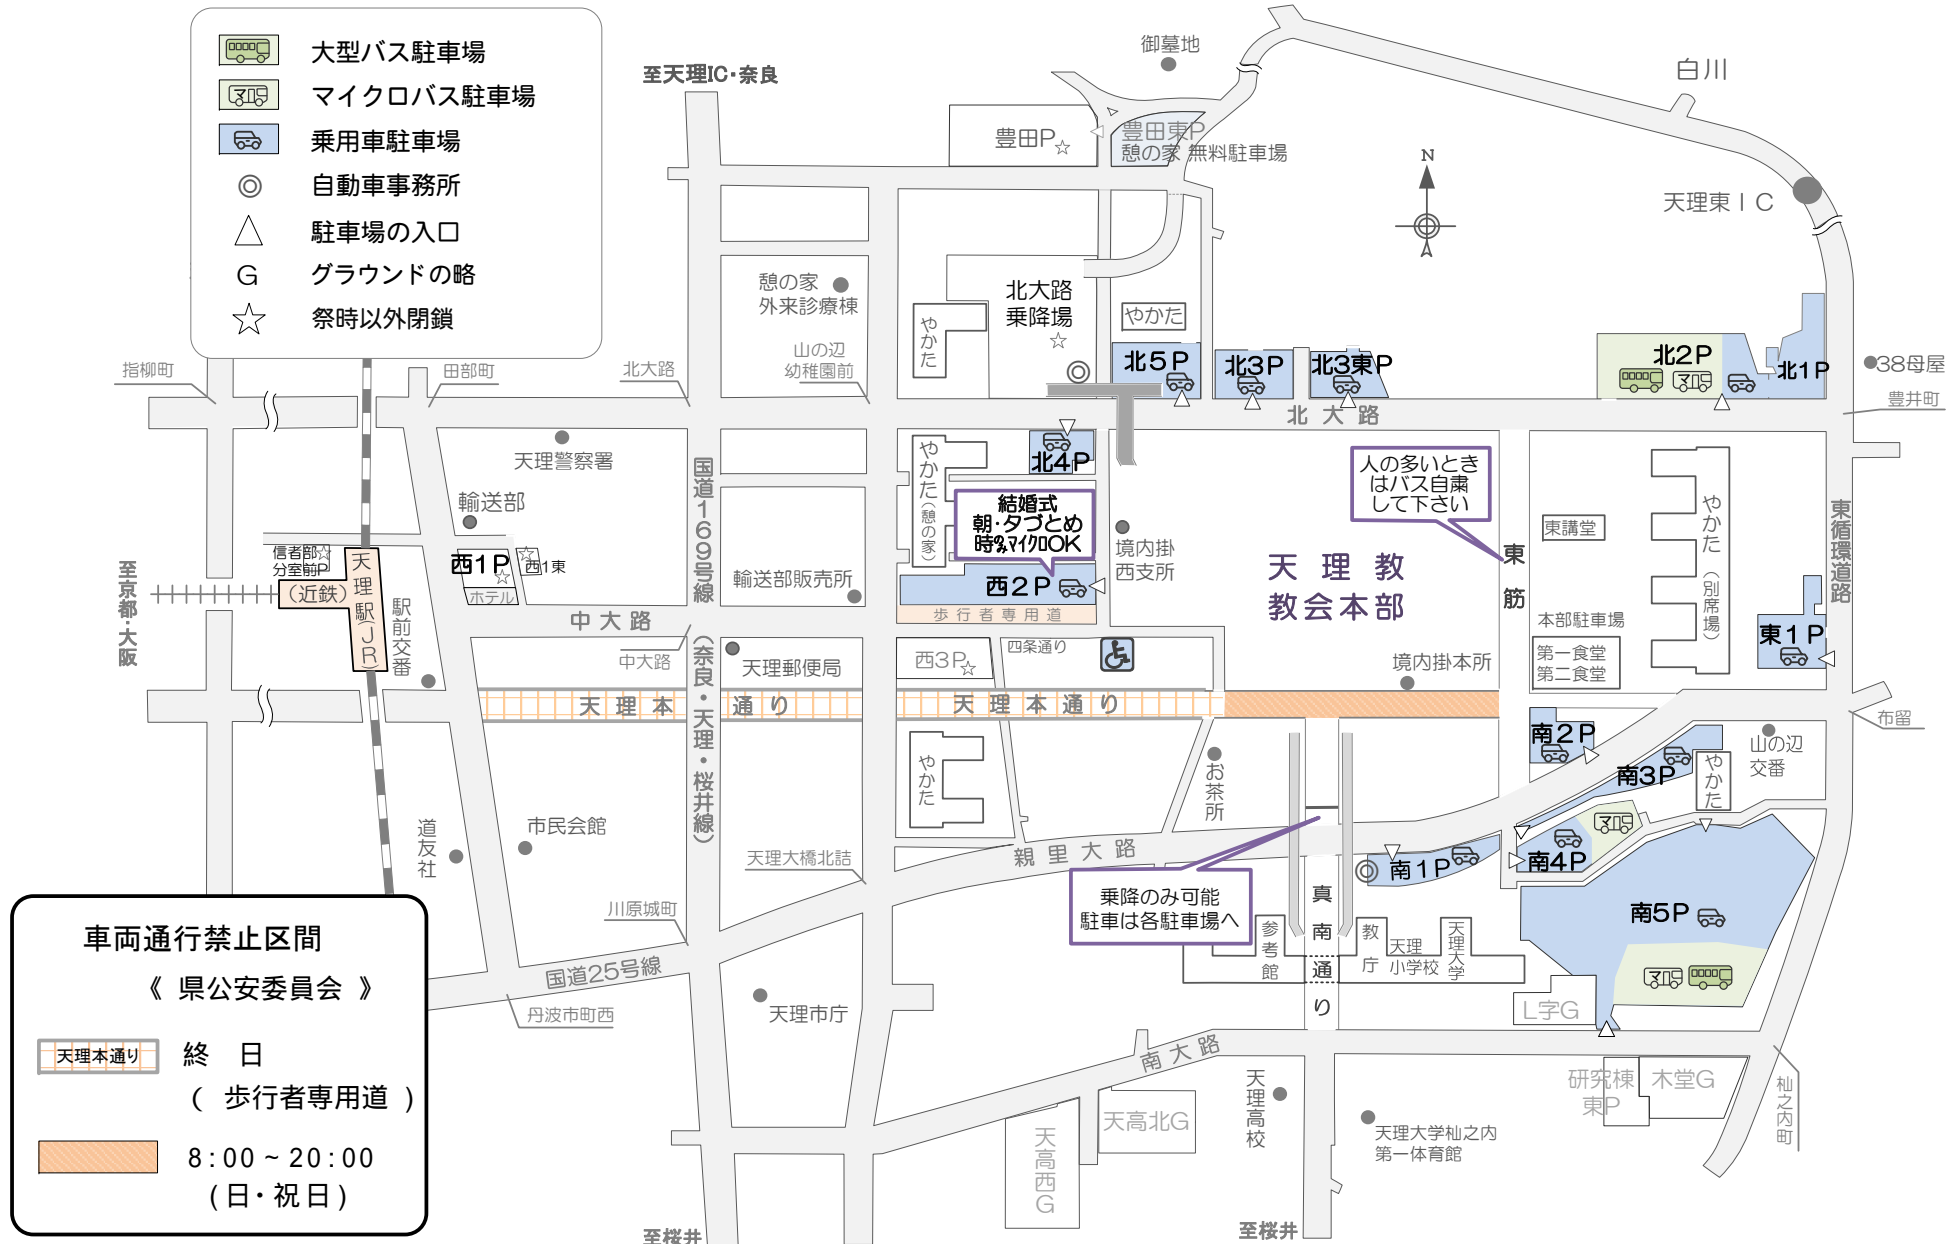 大型バス駐車場
マイクロバス駐車場
乗用車駐車場
自動車事務所
駐車場の入口
G グラウンドの略
祭時以外閉鎖
至天理IC・奈良
御墓地
白川
豊田P☆
豊田東P
憩の家 無料駐車場
N
天理東IC
憩の家
外来診療棟
やかた
北大路
乗降場
☆
やかた
山の辺
幼稚園前
指柳町
田部町
北大路
北5P
北3P
北3東P
北2P
マイクロ
北1P
38母屋
豊井町
北大路
天理警察署
輸送部
国道169号線
(奈良・天理・桜井線)
やかた(憩の家)
北4P
結婚式
朝・夕づとめ
時のみマイクロOK
人の多いとき
はバス自粛
して下さい
東筋
東講堂
やかた(別席場)
東循環道路
境内掛
西支所
天理教
教会本部
信者部☆
分室前P
天理駅(JR)
(近鉄)
至京都・大阪
駅前交番
西1P
☆
☆
西1東
ホテル
輸送部販売所
西2P
歩行者専用道
中大路
中大路
天理郵便局
西3P☆
四条通り
境内掛本所
本部駐車場
第一食堂
第二食堂
東1P
布留
天理本通り
天理本通り
南2P
南3P
山の辺
交番
やかた
やかた
お茶所
道友社
市民会館
天理大橋北詰
親里大路
南1P
南4P
マイクロ
南5P
マイクロ
乗降のみ可能
駐車は各駐車場へ
真南通り
参考館
教庁
天理
小学校
天理大学
L字G
川原城町
国道25号線
丹波市町西
天理市庁
南大路
天理高校
天高北G
天高西G
天理大学杣之内
第一体育館
研究棟
東P
木堂G
杣之内町
至桜井
至桜井
車両通行禁止区間
《 県公安委員会 》
天理本通り 終 日
( 歩行者専用道 )
8:00~20:00
(日・祝日)